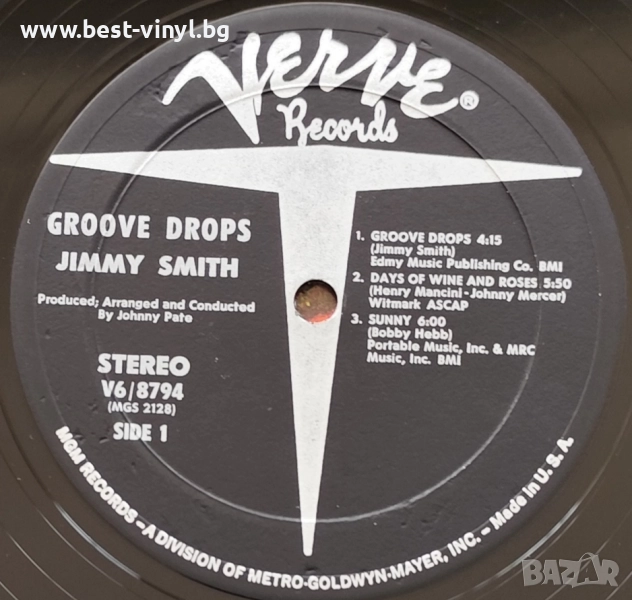 www.best-vinyl.bg
Verve®
Records
GROOVE DROPS
JIMMY SMITH
Produced; Arranged and Conducted
By Johnny Pate
STEREO
V6/8794
(MGS 2128)
SIDE 1
1. GROOVE DROPS 4:15
(Jimmy Smith)
Edmy Music Publishing Co. BMI
2. DAYS OF WINE AND ROSES 5:50
(Henry Mancini-Johnny Mercer)
Witmark ASCAP
3. SUNNY 6:00
(Bobby Hebb)
Portable Music, Inc. & MRC
Music, Inc. BMI
MGM RECORDS – A DIVISION OF METRO-GOLDWYN-MAYER, INC. – Made in U. S. A.
BAZAR